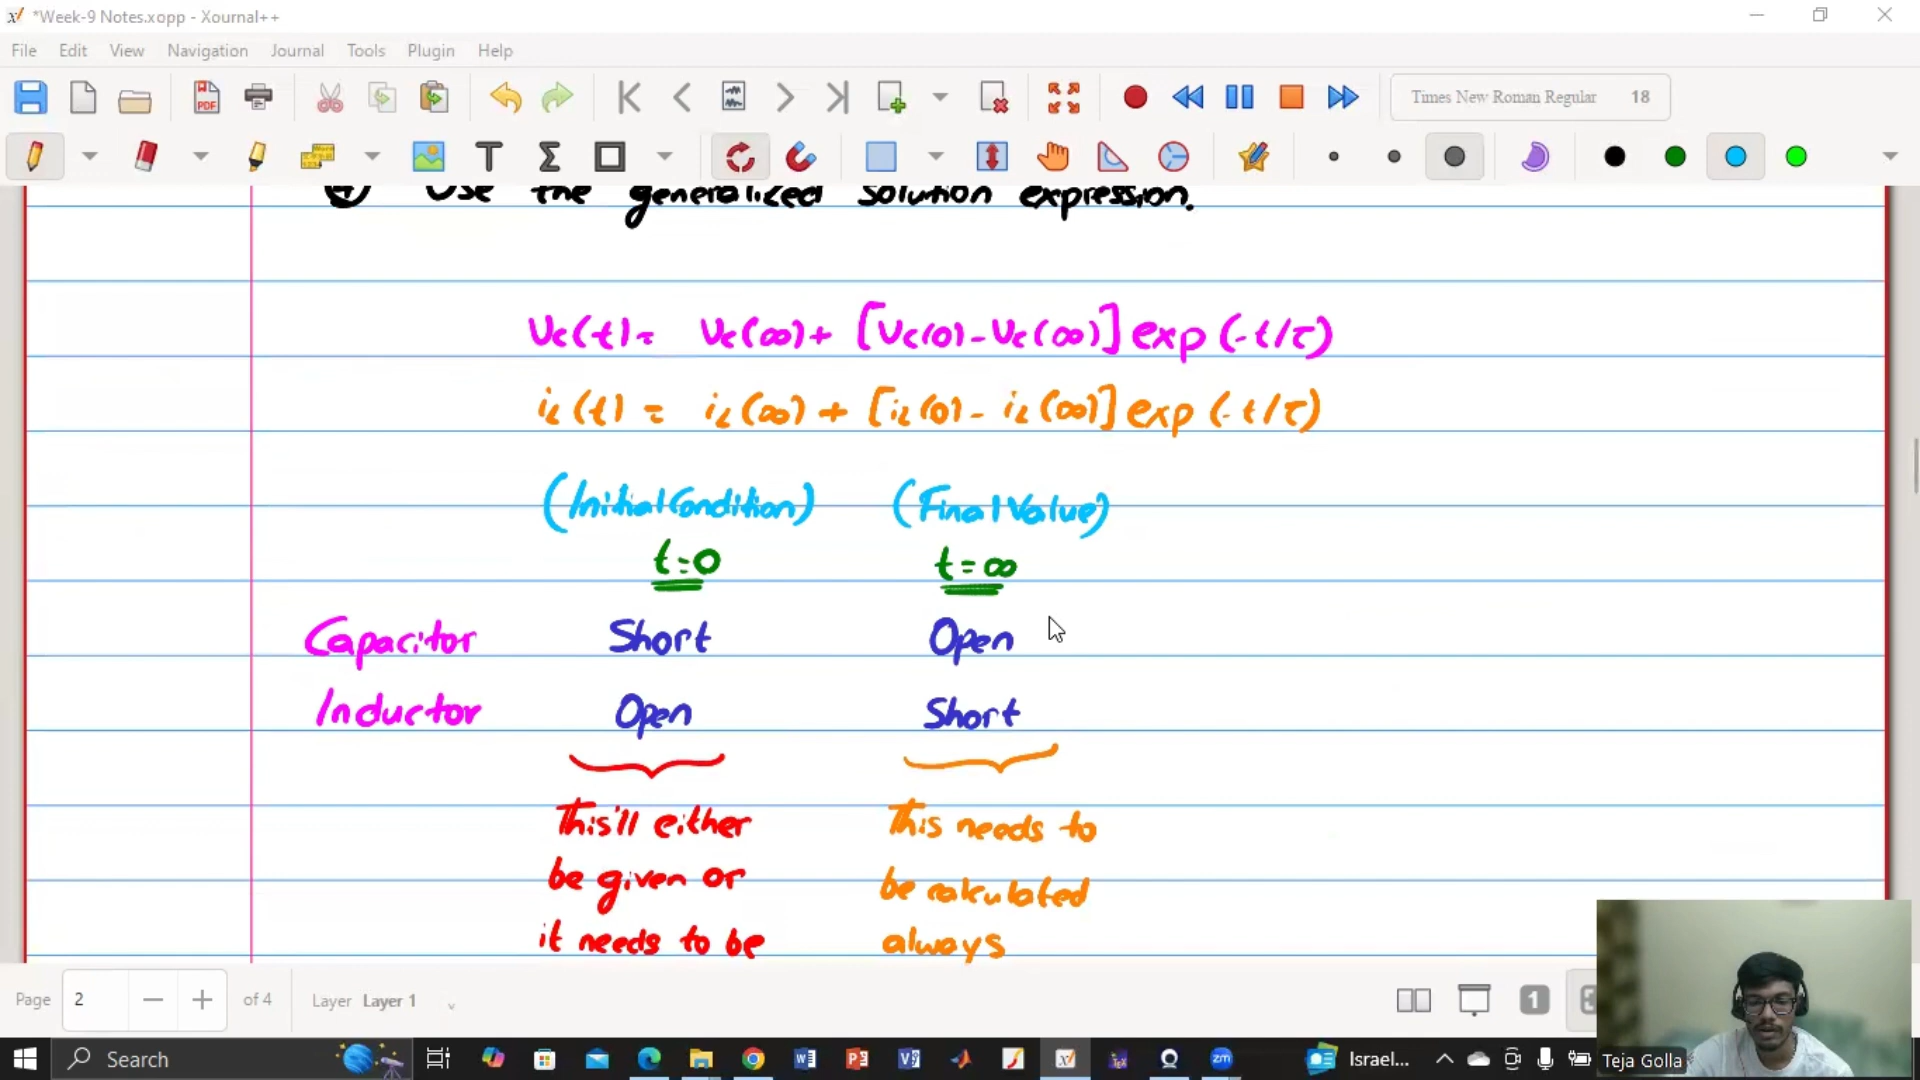 *Week-9 Notes.xopp - Xournal++
File Edit View Navigation Journal Tools Plugin Help
PDF
Times New Roman Regular 18
④ Use the generalized solution expression.
Vc(t) = Vc(∞) + [Vc(0) - Vc(∞)] exp(-t/τ)
iL(t) = iL(∞) + [iL(0) - iL(∞)] exp(-t/τ)
(Initial Condition) (Final Value)
t=0 t=∞
Capacitor Short Open
Inductor Open Short
This'll either This needs to
be given or be calculated
it needs to be always
Page 2 of 4 Layer Layer 1
1
Search Israel... Teja Golla